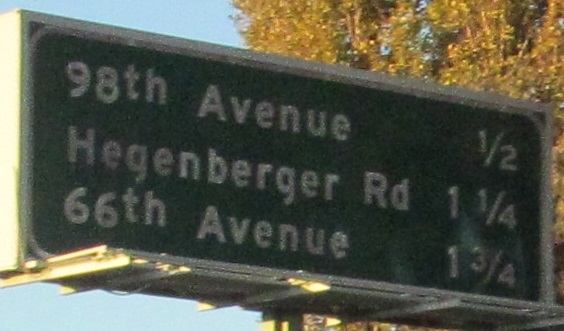 98th Avenue 1/2
Hegenberger Rd 1 1/4
66th Avenue 1 3/4